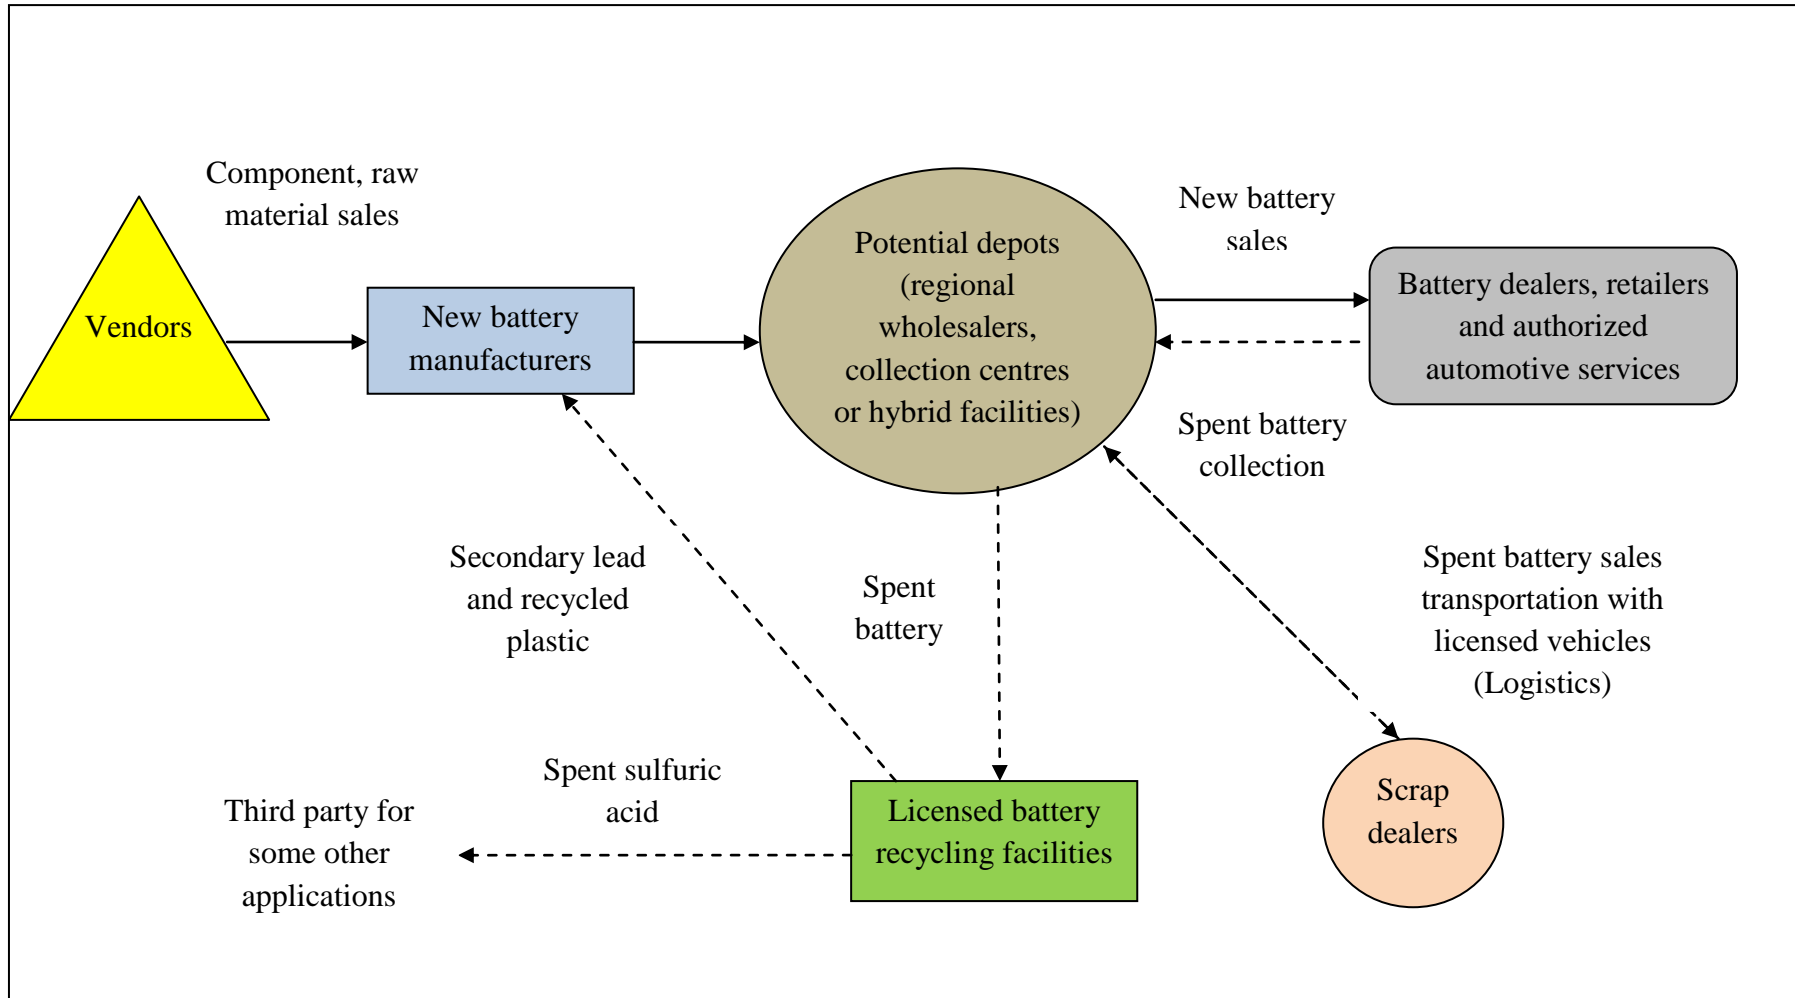 Component, raw
material sales
Vendors
New battery
manufacturers
Potential depots
(regional
wholesalers,
collection centres
or hybrid facilities)
New battery
sales
Battery dealers, retailers
and authorized
automotive services
Spent battery
collection
Secondary lead
and recycled
plastic
Spent
battery
Spent battery sales
transportation with
licensed vehicles
(Logistics)
Spent sulfuric
acid
Third party for
some other
applications
Licensed battery
recycling facilities
Scrap
dealers